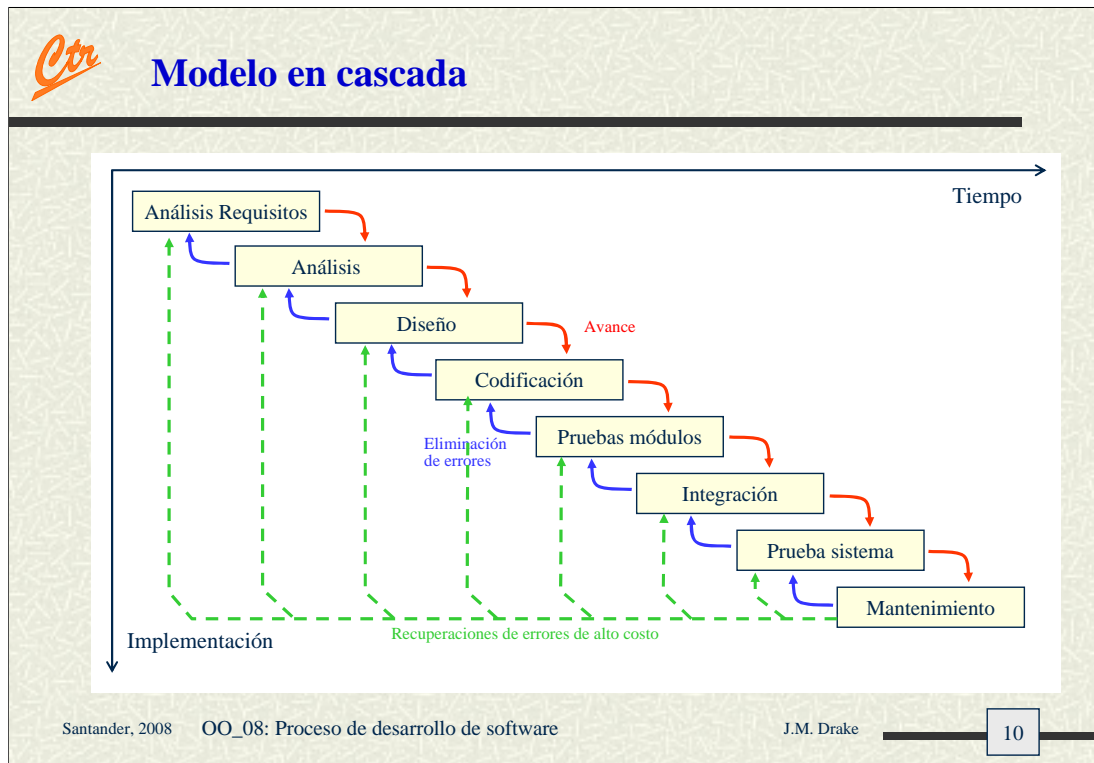 Ctr
Modelo en cascada
Tiempo
Análisis Requisitos
Análisis
Diseño
Avance
Codificación
Eliminación
de errores
Pruebas módulos
Integración
Prueba sistema
Mantenimiento
Recuperaciones de errores de alto costo
Implementación
Santander, 2008 OO_08: Proceso de desarrollo de software J.M. Drake 10